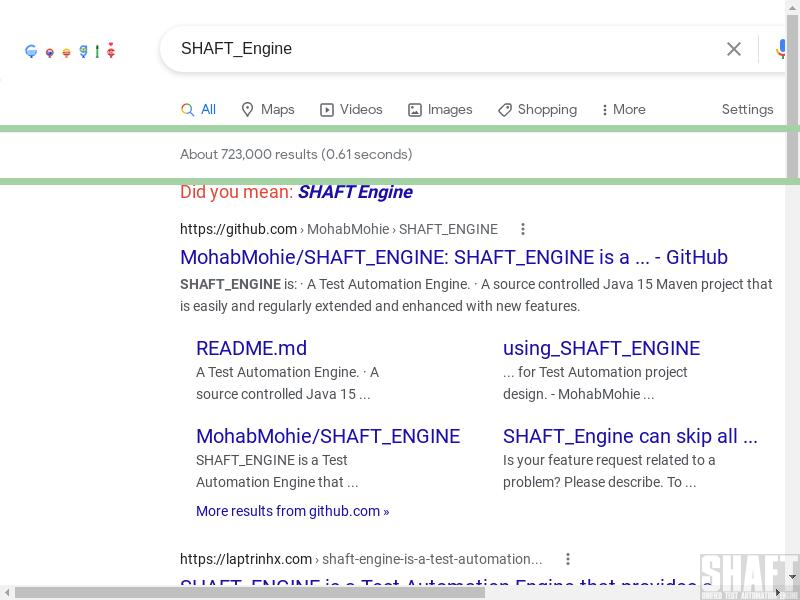 Google
SHAFT_Engine
All Maps Videos Images Shopping More Settings
About 723,000 results (0.61 seconds)
Did you mean: SHAFT Engine
https://github.com › MohabMohie › SHAFT_ENGINE
MohabMohie/SHAFT_ENGINE: SHAFT_ENGINE is a ... - GitHub
SHAFT_ENGINE is: · A Test Automation Engine. · A source controlled Java 15 Maven project that
is easily and regularly extended and enhanced with new features.
README.md
A Test Automation Engine. · A
source controlled Java 15 ...
using_SHAFT_ENGINE
... for Test Automation project
design. - MohabMohie ...
MohabMohie/SHAFT_ENGINE
SHAFT_ENGINE is a Test
Automation Engine that ...
SHAFT_Engine can skip all ...
Is your feature request related to a
problem? Please describe. To ...
More results from github.com »
https://laptrinhx.com › shaft-engine-is-a-test-automation...
SHAFT_ENGINE is a Test Automation Engine that provides a
SHAFT
UNIFIED TEST AUTOMATION ENGINE